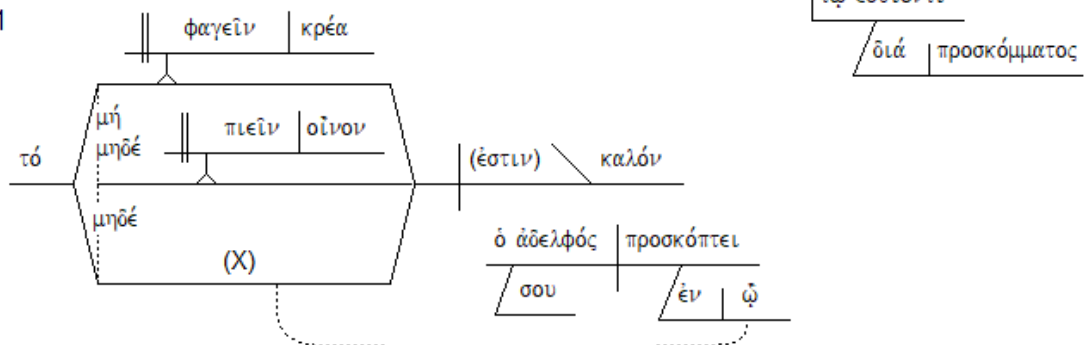 φαγεῖν κρέα
διά προσκόμματος
μή
πιεῖν οἶνον
μηδέ
τό (ἐστιν) καλόν
μηδέ
ὁ ἀδελφός προσκόπτει
(X)
σου ἐν ᾧ